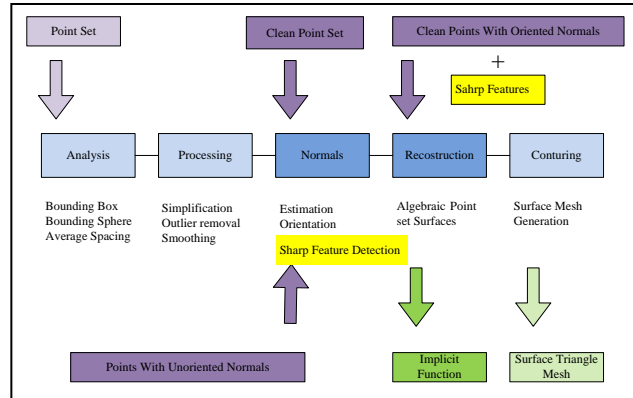 Point Set
Clean Point Set
Clean Points With Oriented Normals
+
Sahrp Features
Analysis
Processing
Normals
Recostruction
Conturing
Bounding Box
Bounding Sphere
Average Spacing
Simplification
Outlier removal
Smoothing
Estimation
Orientation
Sharp Feature Detection
Algebraic Point
set Surfaces
Surface Mesh
Generation
Points With Unoriented Normals
Implicit
Function
Surface Triangle
Mesh